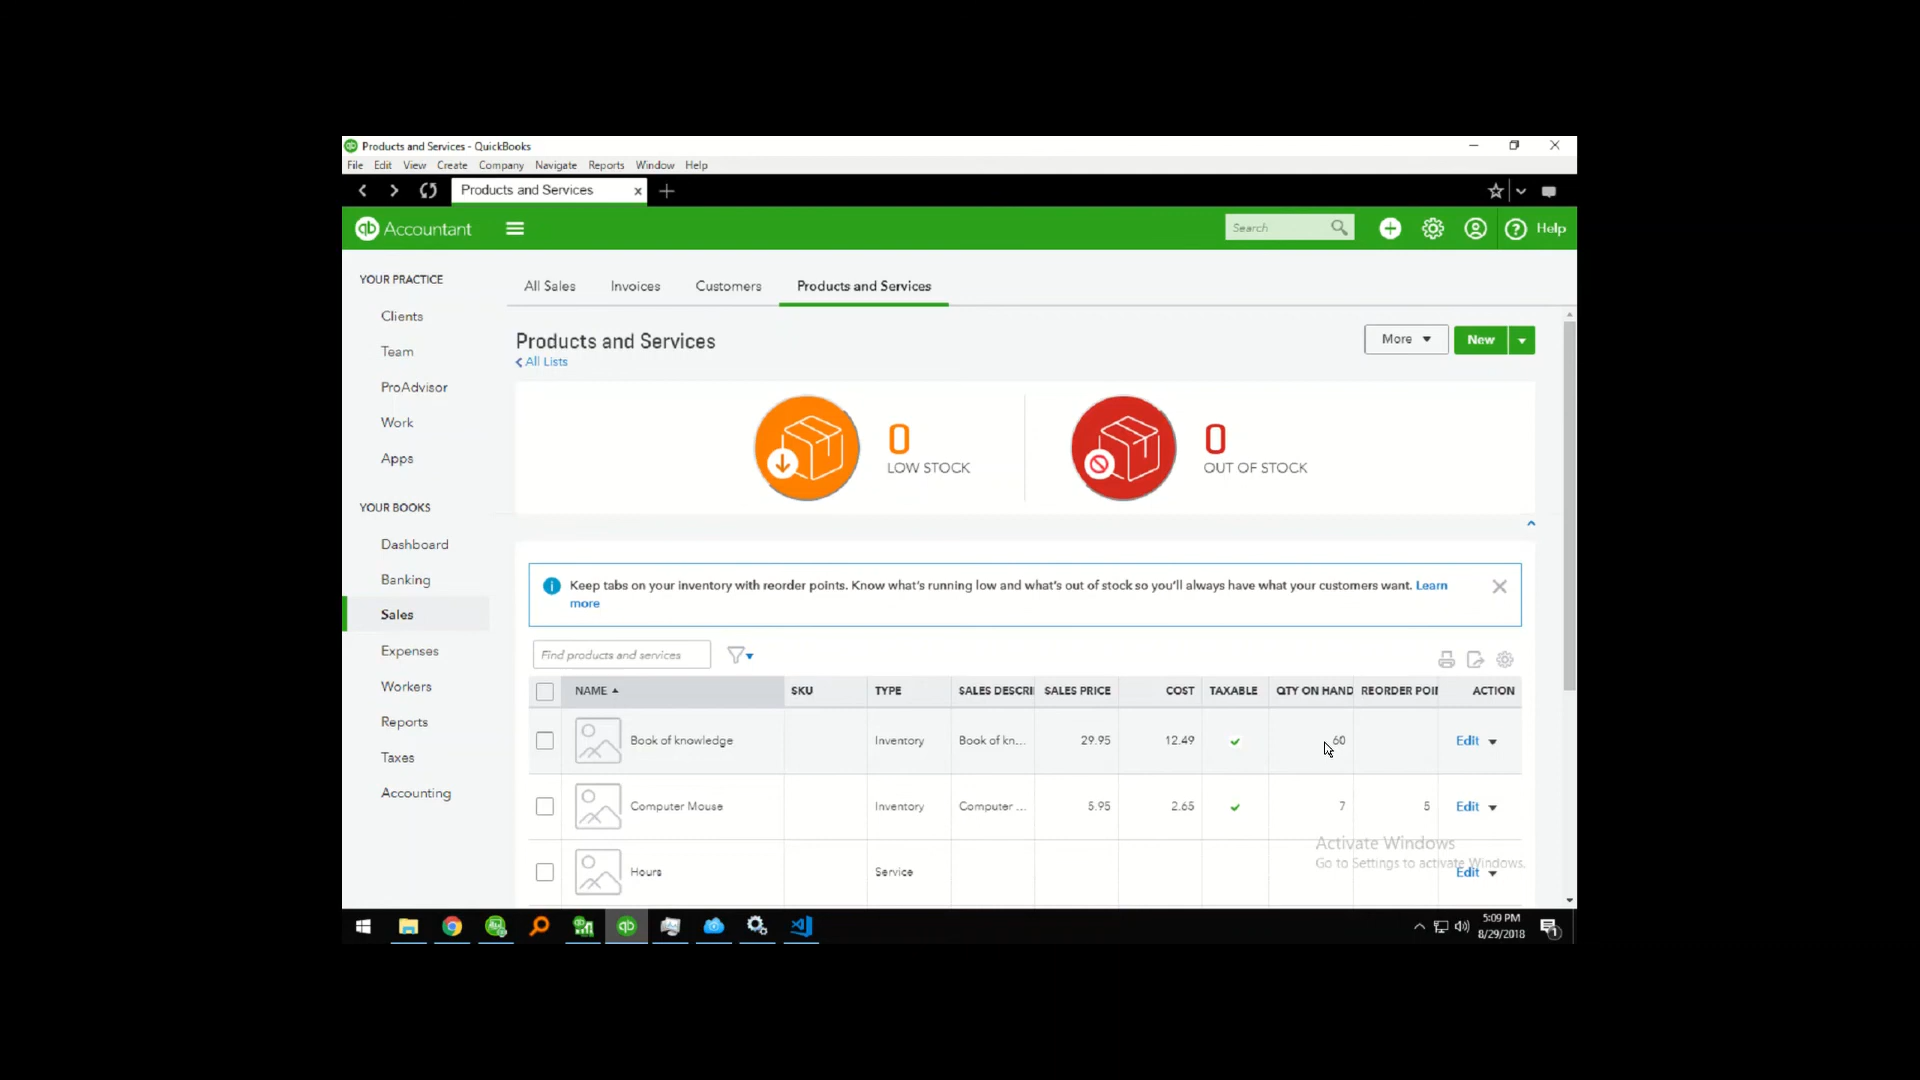 Products and Services - QuickBooks
File Edit View Create Company Navigate Reports Window Help
Products and Services x
qb Accountant Search Help
YOUR PRACTICE
Clients
Team
ProAdvisor
Work
Apps
YOUR BOOKS
Dashboard
Banking
Sales
Expenses
Workers
Reports
Taxes
Accounting
All Sales Invoices Customers Products and Services
Products and Services
All Lists
More New
0
LOW STOCK
0
OUT OF STOCK
Keep tabs on your inventory with reorder points. Know what's running low and what's out of stock so you'll always have what your customers want. Learn
more
Find products and services
NAME SKU TYPE SALES DESCRI SALES PRICE COST TAXABLE QTY ON HAND REORDER POI ACTION
Book of knowledge Inventory Book of kn... 29.95 12.49 60 Edit
Computer Mouse Inventory Computer ... 5.95 2.65 7 5 Edit
Hours Service Edit
Activate Windows
Go to Settings to activate Windows.
5:09 PM
8/29/2018
1